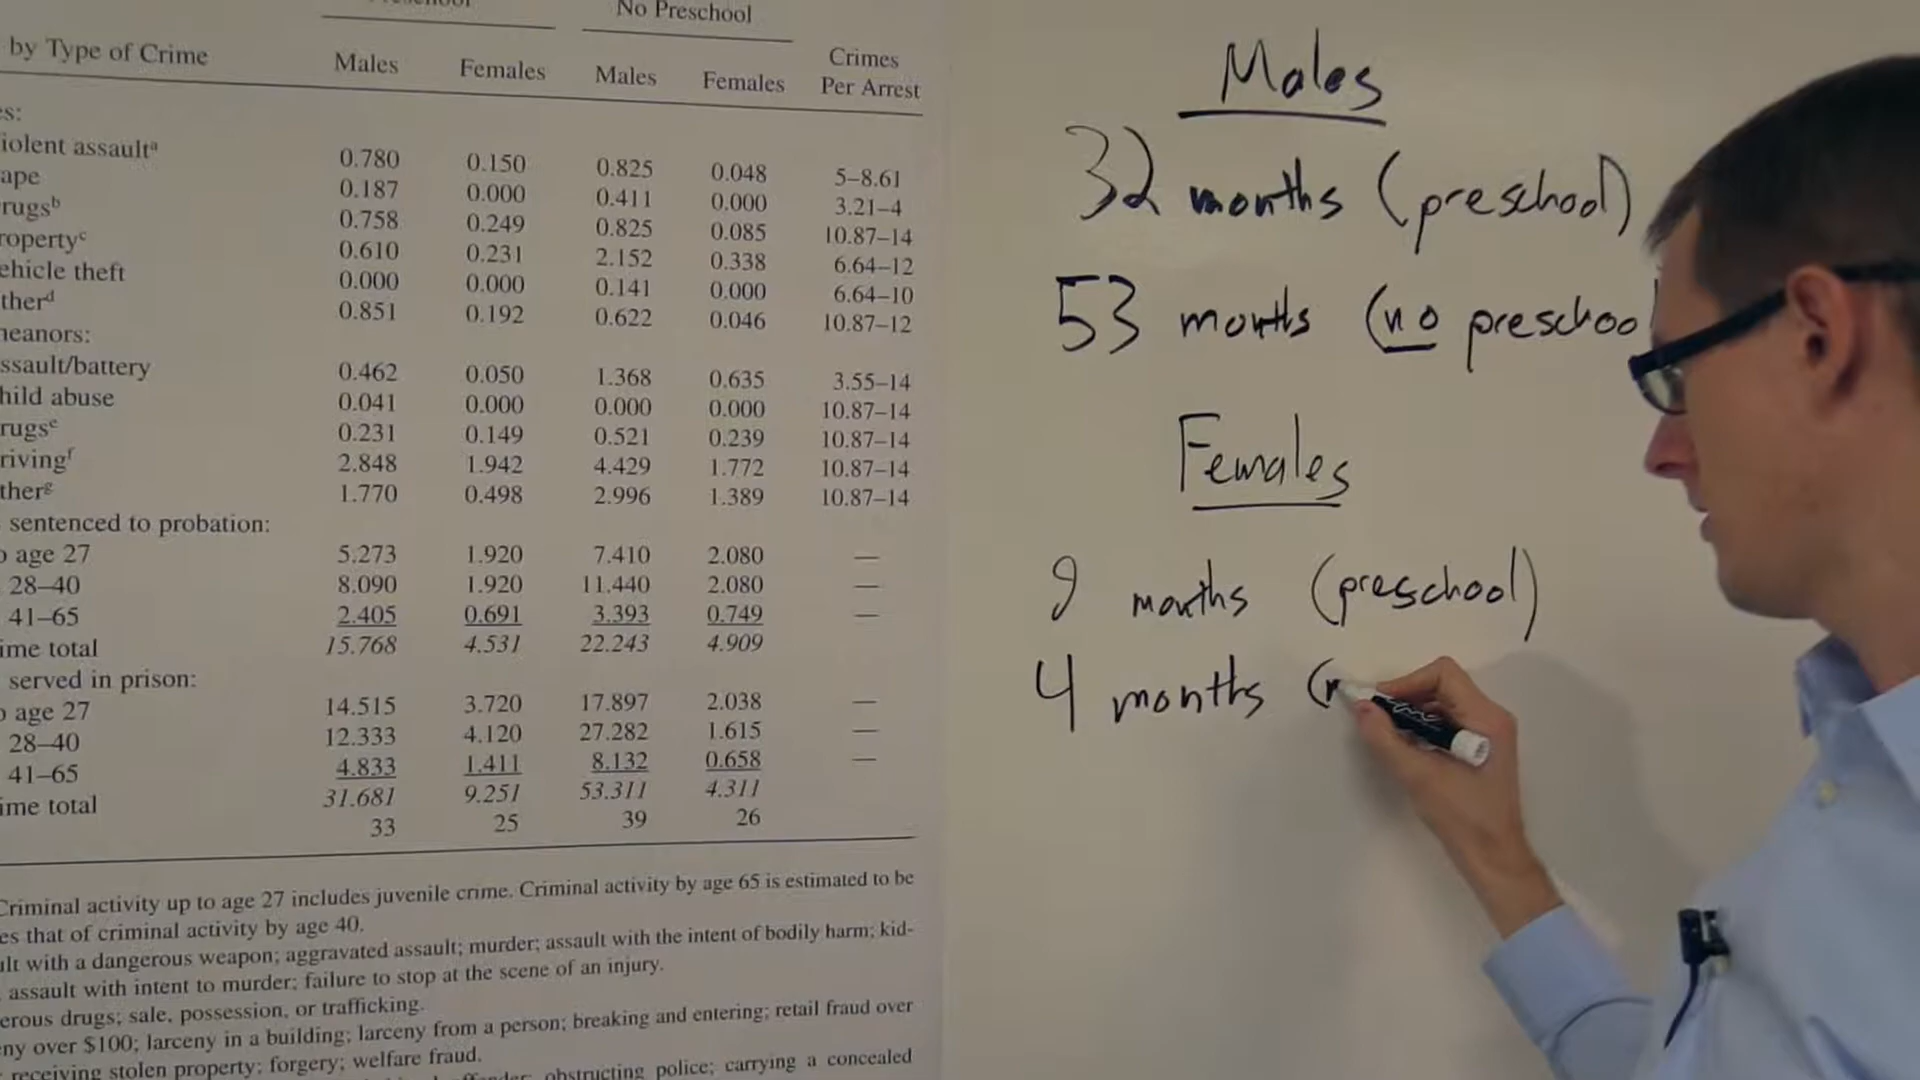 No Preschool
by Type of Crime Males Females Males Females Crimes Per Arrest
es:
iolent assaultᵃ 0.780 0.150 0.825 0.048 5–8.61
ape 0.187 0.000 0.411 0.000 3.21–4
rugsᵇ 0.758 0.249 0.825 0.085 10.87–14
ropertyᶜ 0.610 0.231 2.152 0.338 6.64–12
ehicle theft 0.000 0.000 0.141 0.000 6.64–10
therᵈ 0.851 0.192 0.622 0.046 10.87–12
neanors:
ssault/battery 0.462 0.050 1.368 0.635 3.55–14
hild abuse 0.041 0.000 0.000 0.000 10.87–14
rugsᵉ 0.231 0.149 0.521 0.239 10.87–14
rivingᶠ 2.848 1.942 4.429 1.772 10.87–14
therᵍ 1.770 0.498 2.996 1.389 10.87–14
sentenced to probation:
o age 27 5.273 1.920 7.410 2.080 —
28–40 8.090 1.920 11.440 2.080 —
41–65 2.405 0.691 3.393 0.749 —
ime total 15.768 4.531 22.243 4.909
served in prison:
o age 27 14.515 3.720 17.897 2.038 —
28–40 12.333 4.120 27.282 1.615 —
41–65 4.833 1.411 8.132 0.658 —
ime total 31.681 9.251 53.311 4.311
33 25 39 26
Criminal activity up to age 27 includes juvenile crime. Criminal activity by age 65 is estimated to be
es that of criminal activity by age 40.
ult with a dangerous weapon; aggravated assault; murder; assault with the intent of bodily harm; kid-
assault with intent to murder; failure to stop at the scene of an injury.
erous drugs; sale, possession, or trafficking.
ny over $100; larceny in a building; larceny from a person; breaking and entering; retail fraud over
receiving stolen property; forgery; welfare fraud.
obstructing police; carrying a concealed
Males
32 months (preschool)
53 months (no preschoo
Females
9 months (preschool)
4 months (n